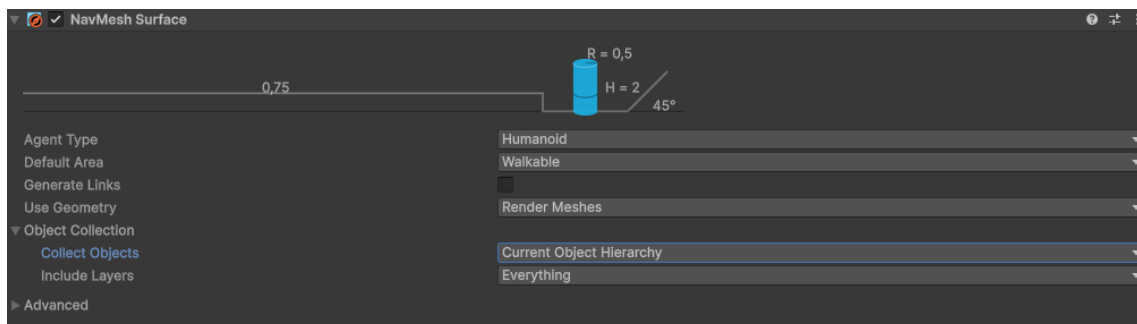 NavMesh Surface
R = 0,5
0,75
H = 2
45°
Agent Type Humanoid
Default Area Walkable
Generate Links
Use Geometry Render Meshes
Object Collection
Collect Objects Current Object Hierarchy
Include Layers Everything
Advanced